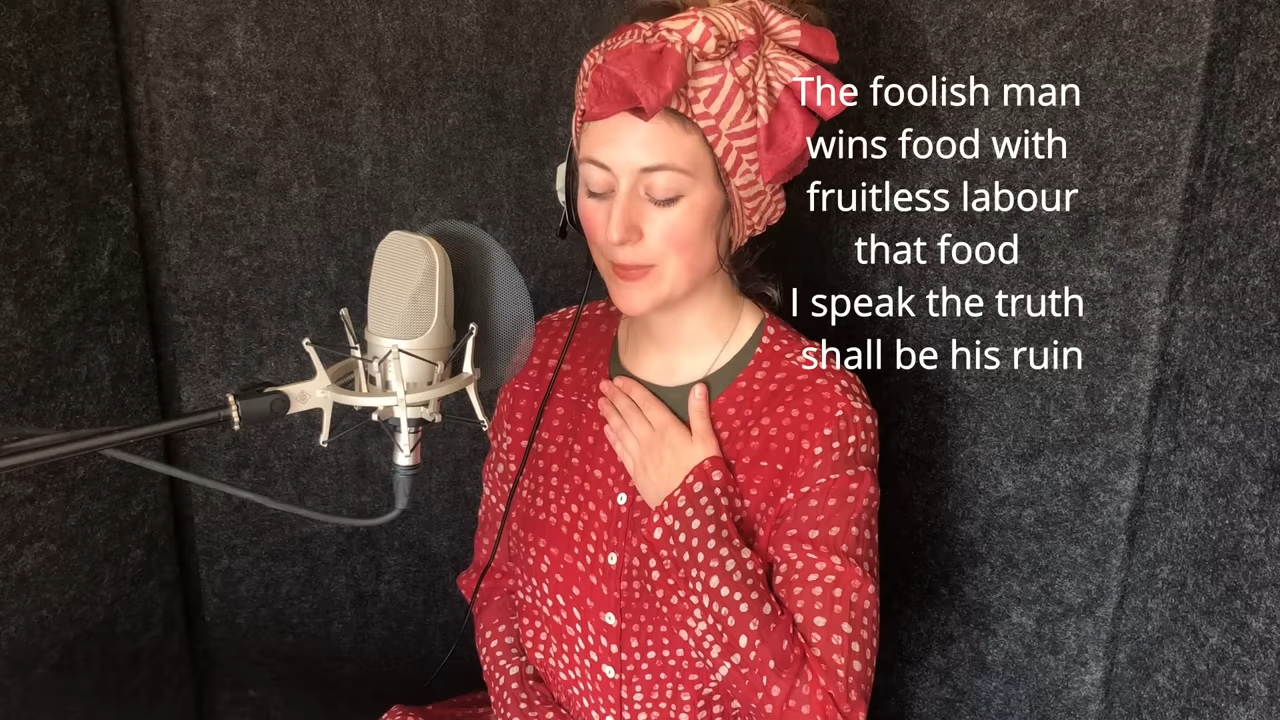 The foolish man
wins food with
fruitless labour
that food
I speak the truth
shall be his ruin